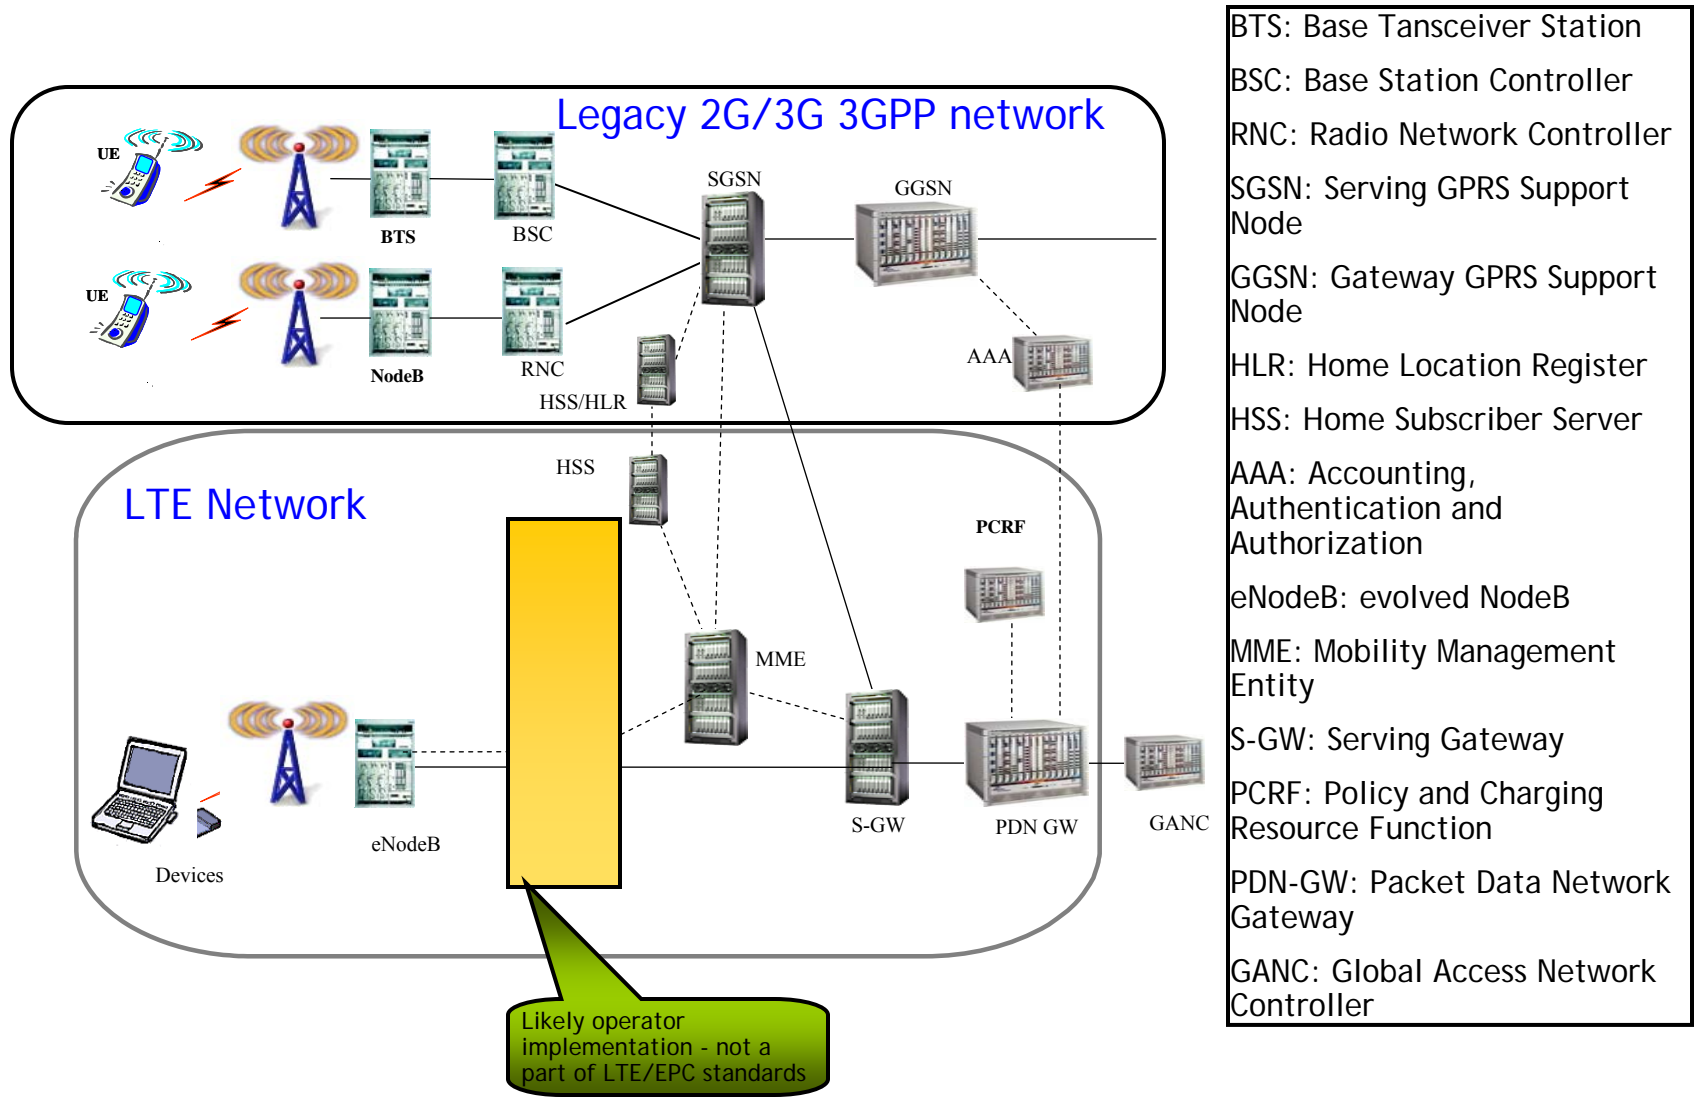 Legacy 2G/3G 3GPP network
UE
BTS
BSC
SGSN
GGSN
UE
NodeB
RNC
HSS/HLR
AAA
LTE Network
HSS
PCRF
MME
Devices
eNodeB
S-GW
PDN GW
GANC
Likely operator
implementation - not a
part of LTE/EPC standards
BTS: Base Tansceiver Station
BSC: Base Station Controller
RNC: Radio Network Controller
SGSN: Serving GPRS Support
Node
GGSN: Gateway GPRS Support
Node
HLR: Home Location Register
HSS: Home Subscriber Server
AAA: Accounting,
Authentication and
Authorization
eNodeB: evolved NodeB
MME: Mobility Management
Entity
S-GW: Serving Gateway
PCRF: Policy and Charging
Resource Function
PDN-GW: Packet Data Network
Gateway
GANC: Global Access Network
Controller